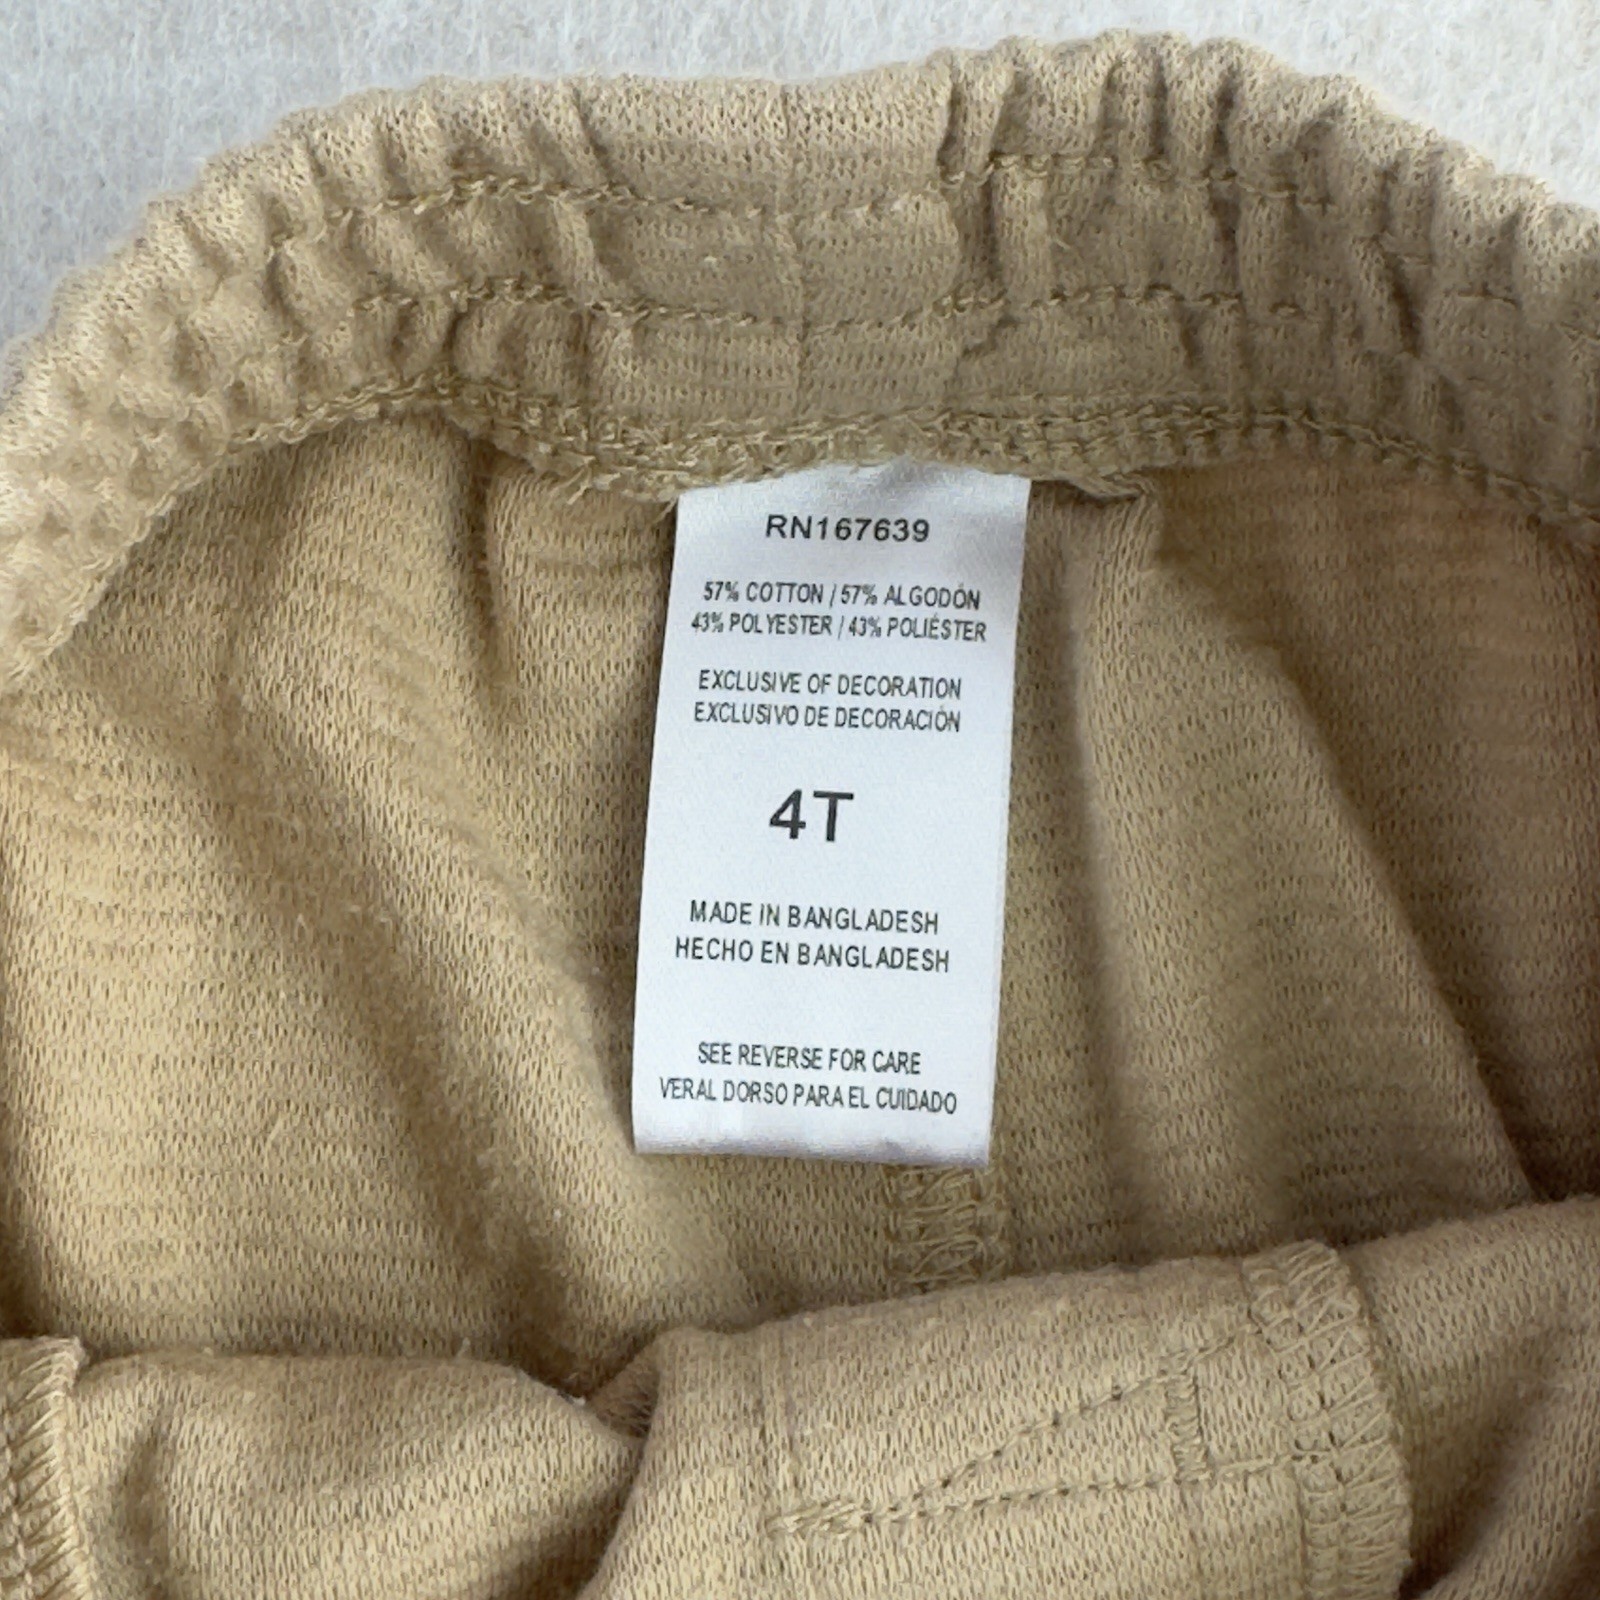 RN167639
57% COTTON / 57% ALGODÓN
43% POLYESTER / 43% POLIÉSTER
EXCLUSIVE OF DECORATION
EXCLUSIVO DE DECORACIÓN
4T
MADE IN BANGLADESH
HECHO EN BANGLADESH
SEE REVERSE FOR CARE
VERAL DORSO PARA EL CUIDADO